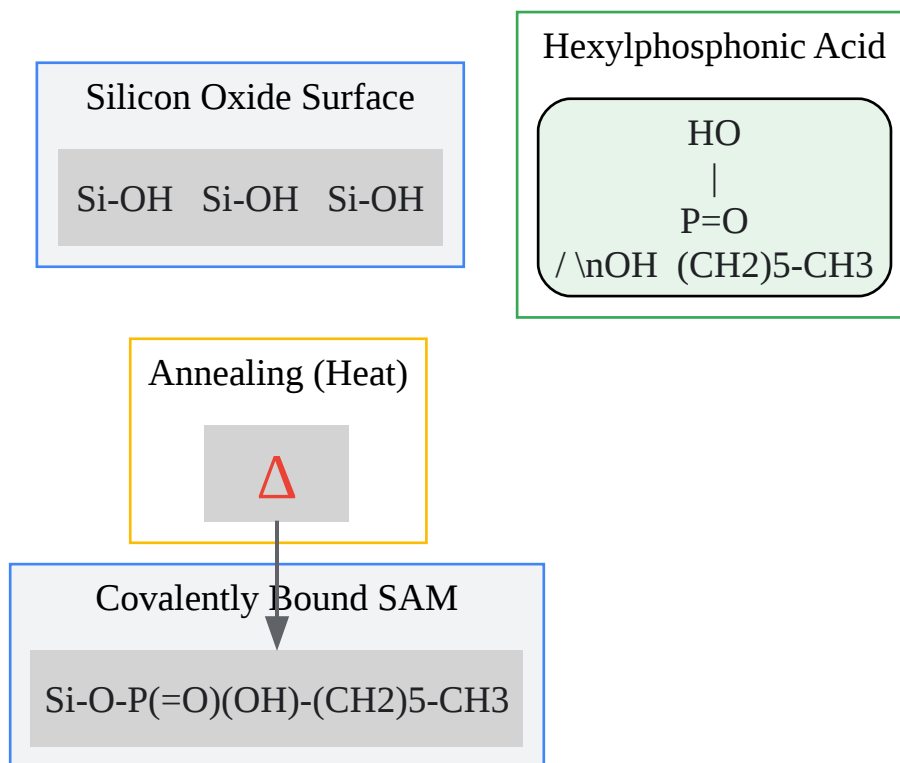 Silicon Oxide Surface
Si-OH   Si-OH   Si-OH
Hexylphosphonic Acid
HO
|
P=O
/ \nOH  (CH2)5-CH3
Annealing (Heat)
Δ
Covalently Bound SAM
Si-O-P(=O)(OH)-(CH2)5-CH3